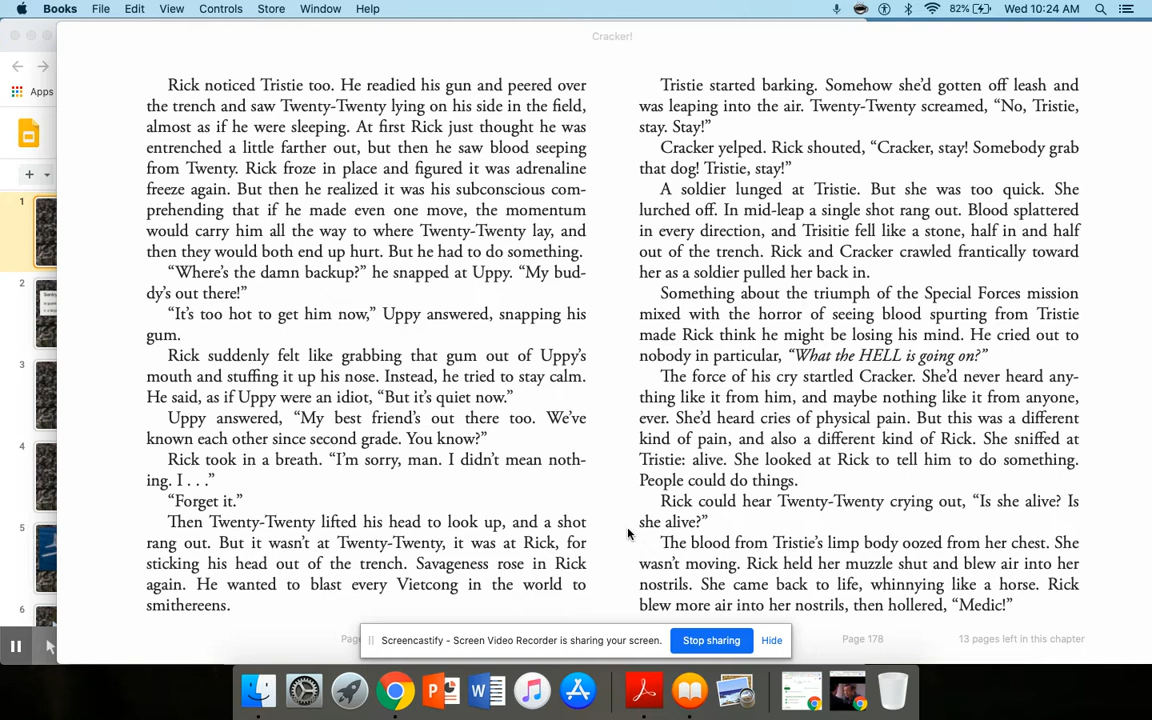 Books File Edit View Controls Store Window Help
82% Wed 10:24 AM
Cracker!
Apps
Rick noticed Tristie too. He readied his gun and peered over
the trench and saw Twenty-Twenty lying on his side in the field,
almost as if he were sleeping. At first Rick just thought he was
entrenched a little farther out, but then he saw blood seeping
from Twenty. Rick froze in place and figured it was adrenaline
freeze again. But then he realized it was his subconscious com-
prehending that if he made even one move, the momentum
would carry him all the way to where Twenty-Twenty lay, and
then they would both end up hurt. But he had to do something.
“Where’s the damn backup?” he snapped at Uppy. “My bud-
dy’s out there!”
“It’s too hot to get him now,” Uppy answered, snapping his
gum.
Rick suddenly felt like grabbing that gum out of Uppy’s
mouth and stuffing it up his nose. Instead, he tried to stay calm.
He said, as if Uppy were an idiot, “But it’s quiet now.”
Uppy answered, “My best friend’s out there too. We’ve
known each other since second grade. You know?”
Rick took in a breath. “I’m sorry, man. I didn’t mean noth-
ing. I . . .”
“Forget it.”
Then Twenty-Twenty lifted his head to look up, and a shot
rang out. But it wasn’t at Twenty-Twenty, it was at Rick, for
sticking his head out of the trench. Savageness rose in Rick
again. He wanted to blast every Vietcong in the world to
smithereens.
Tristie started barking. Somehow she’d gotten off leash and
was leaping into the air. Twenty-Twenty screamed, “No, Tristie,
stay. Stay!”
Cracker yelped. Rick shouted, “Cracker, stay! Somebody grab
that dog! Tristie, stay!”
A soldier lunged at Tristie. But she was too quick. She
lurched off. In mid-leap a single shot rang out. Blood splattered
in every direction, and Trisitie fell like a stone, half in and half
out of the trench. Rick and Cracker crawled frantically toward
her as a soldier pulled her back in.
Something about the triumph of the Special Forces mission
mixed with the horror of seeing blood spurting from Tristie
made Rick think he might be losing his mind. He cried out to
nobody in particular, “What the HELL is going on?”
The force of his cry startled Cracker. She’d never heard any-
thing like it from him, and maybe nothing like it from anyone,
ever. She’d heard cries of physical pain. But this was a different
kind of pain, and also a different kind of Rick. She sniffed at
Tristie: alive. She looked at Rick to tell him to do something.
People could do things.
Rick could hear Twenty-Twenty crying out, “Is she alive? Is
she alive?”
The blood from Tristie’s limp body oozed from her chest. She
wasn’t moving. Rick held her muzzle shut and blew air into her
nostrils. She came back to life, whinnying like a horse. Rick
blew more air into her nostrils, then hollered, “Medic!”
Page 178 13 pages left in this chapter
Screencastify - Screen Video Recorder is sharing your screen. Stop sharing Hide
1
2
3
4
5
6